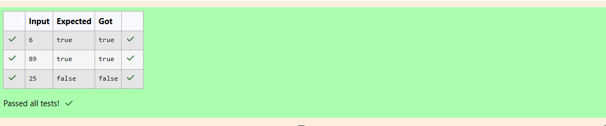 Input Expected Got
6 true true
89 true true
25 false false
Passed all tests!